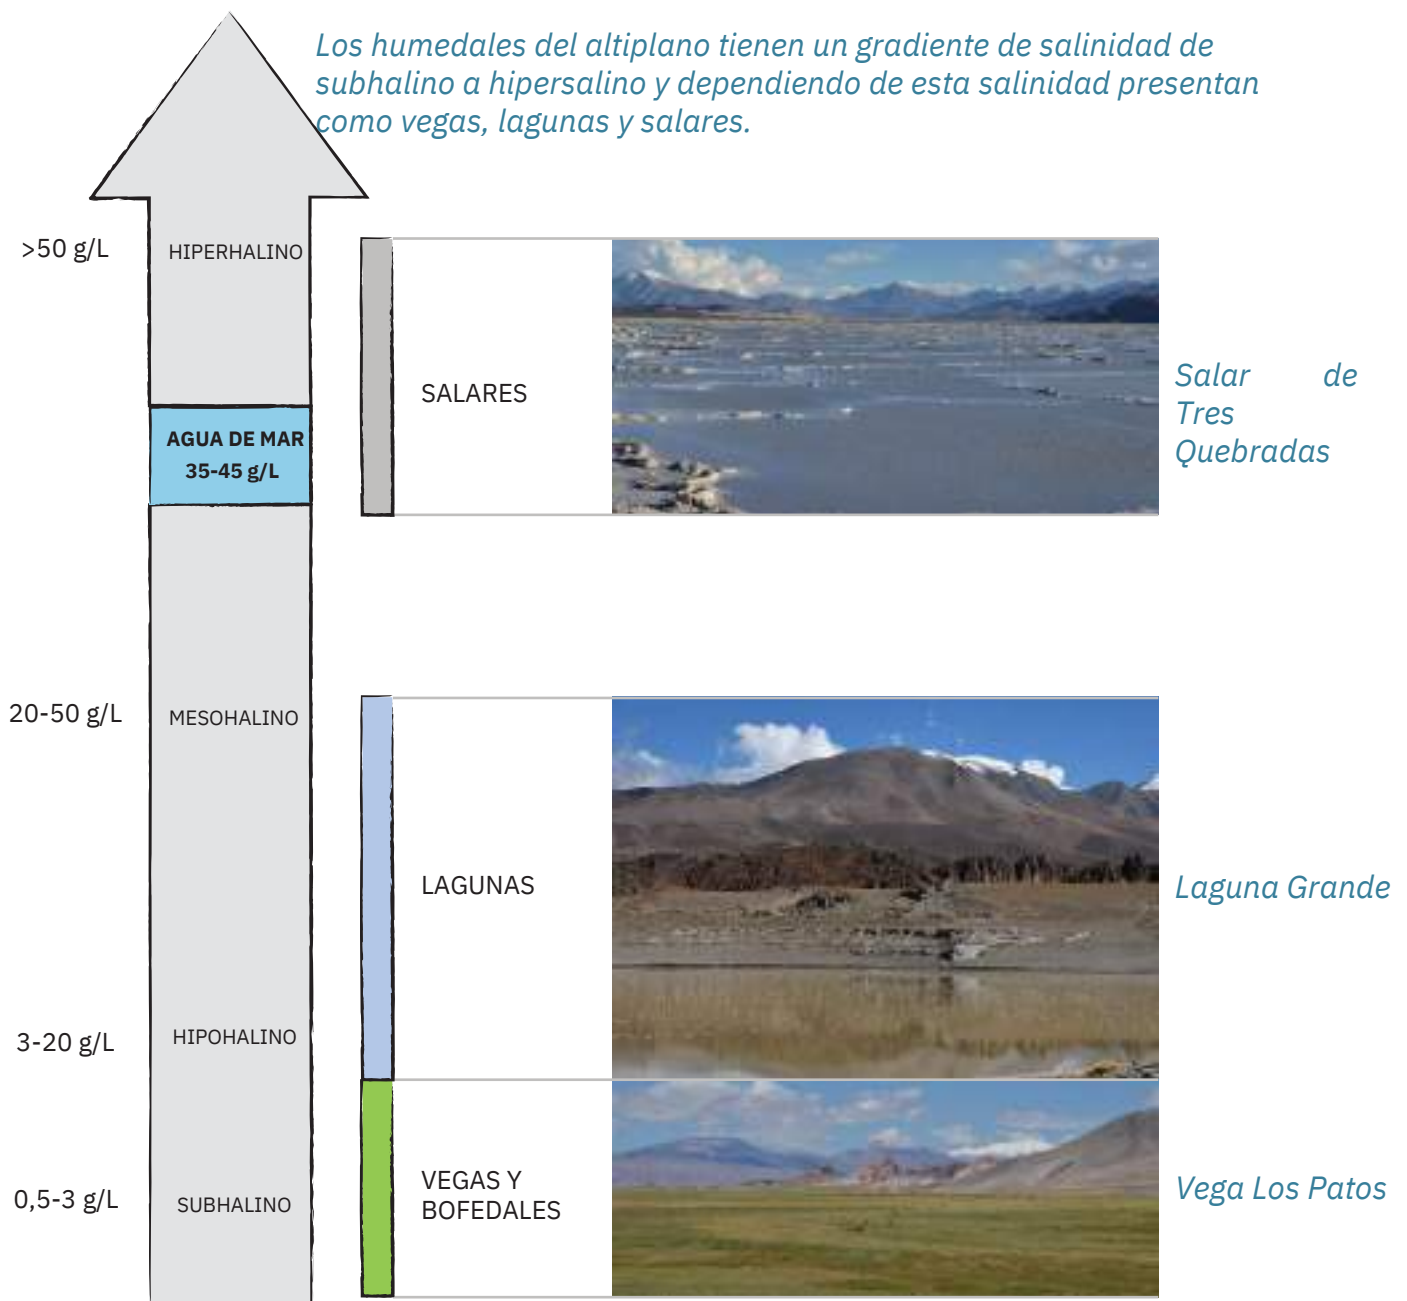 Los humedales del altiplano tienen un gradiente de salinidad de
subhalino a hipersalino y dependiendo de esta salinidad presentan
como vegas, lagunas y salares.
>50 g/L
HIPERHALINO
SALARES
Salar de
Tres
Quebradas
AGUA DE MAR
35-45 g/L
20-50 g/L
MESOHALINO
LAGUNAS
Laguna Grande
3-20 g/L
HIPOHALINO
0,5-3 g/L
SUBHALINO
VEGAS Y
BOFEDALES
Vega Los Patos